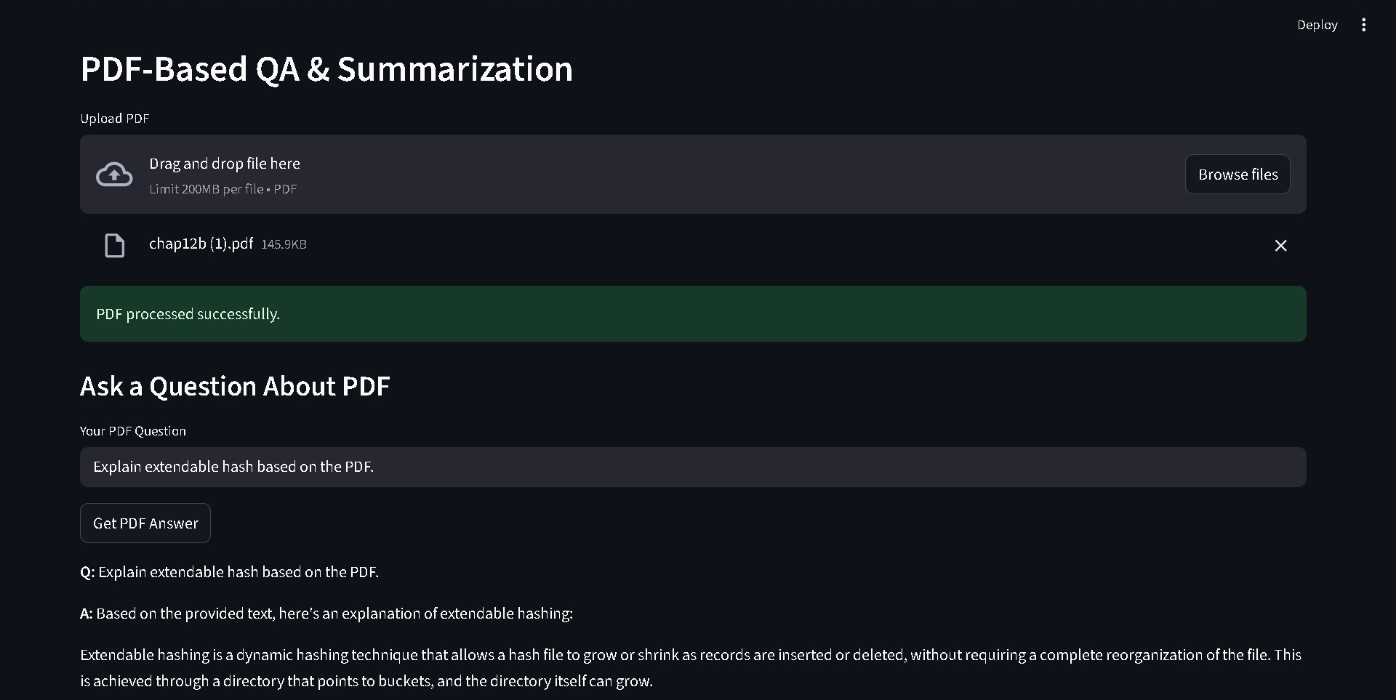 Deploy
PDF-Based QA & Summarization
Upload PDF
Drag and drop file here
Limit 200MB per file • PDF
Browse files
chap12b (1).pdf 145.9KB
PDF processed successfully.
Ask a Question About PDF
Your PDF Question
Explain extendable hash based on the PDF.
Get PDF Answer
Q: Explain extendable hash based on the PDF.
A: Based on the provided text, here's an explanation of extendable hashing:
Extendable hashing is a dynamic hashing technique that allows a hash file to grow or shrink as records are inserted or deleted, without requiring a complete reorganization of the file. This
is achieved through a directory that points to buckets, and the directory itself can grow.